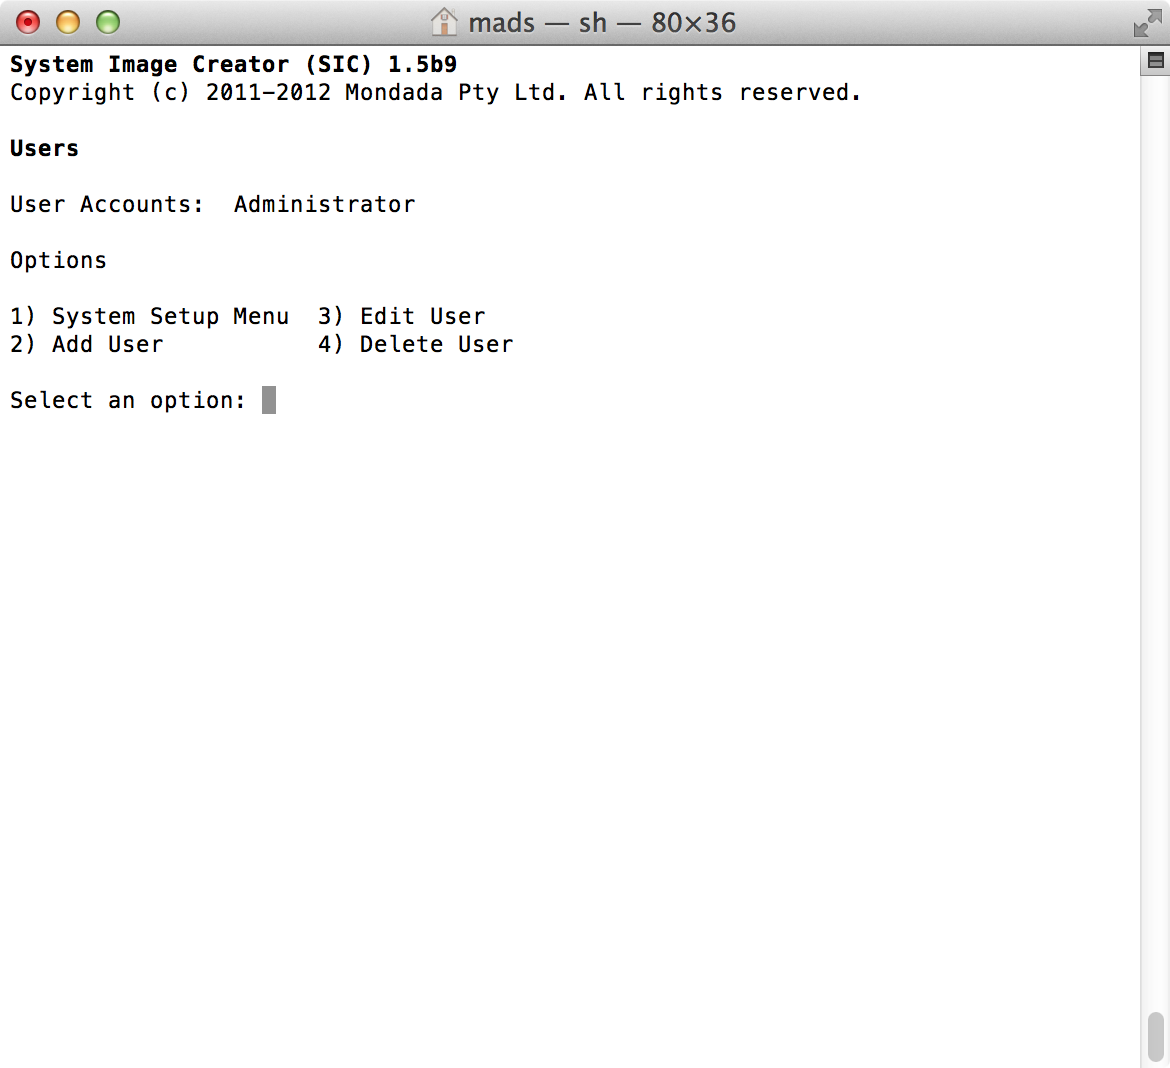 mads — sh — 80×36
System Image Creator (SIC) 1.5b9
Copyright (c) 2011-2012 Mondada Pty Ltd. All rights reserved.
Users
User Accounts:  Administrator
Options
1) System Setup Menu  3) Edit User
2) Add User           4) Delete User
Select an option: